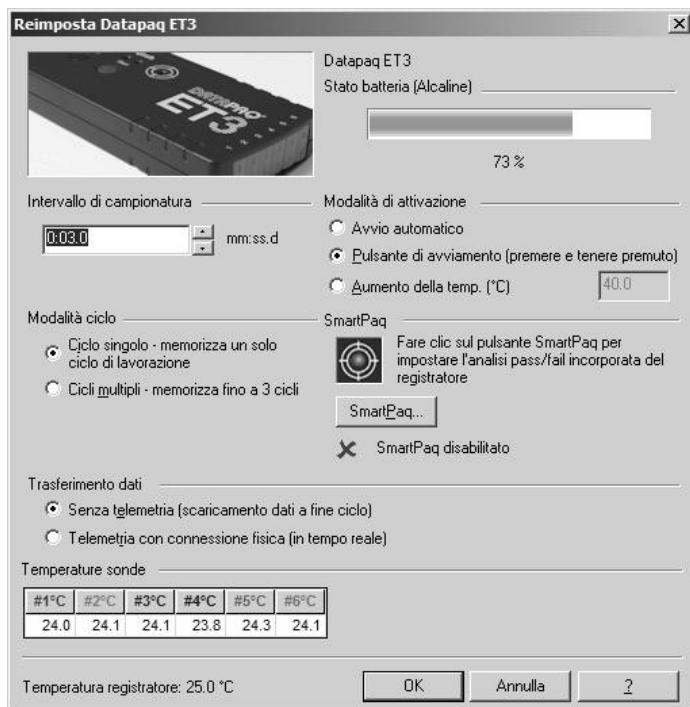 Reimposta Datapaq ET3
DATAPAQ
ET3
Datapaq ET3
Stato batteria (Alcaline)
73 %
Intervallo di campionatura
0:03.0
mm:ss.d
Modalità di attivazione
Avvio automatico
Pulsante di avviamento (premere e tenere premuto)
Aumento della temp. (°C)
40.0
Modalità ciclo
Ciclo singolo - memorizza un solo
ciclo di lavorazione
Cicli multipli - memorizza fino a 3 cicli
SmartPaq
Fare clic sul pulsante SmartPaq per
impostare l'analisi pass/fail incorporata del
registratore
SmartPaq...
SmartPaq disabilitato
Trasferimento dati
Senza telemetria (scaricamento dati a fine ciclo)
Telemetria con connessione fisica (in tempo reale)
Temperature sonde
#1°C #2°C #3°C #4°C #5°C #6°C
24.0 24.1 24.1 23.8 24.3 24.1
Temperatura registratore: 25.0 °C
OK
Annulla
?